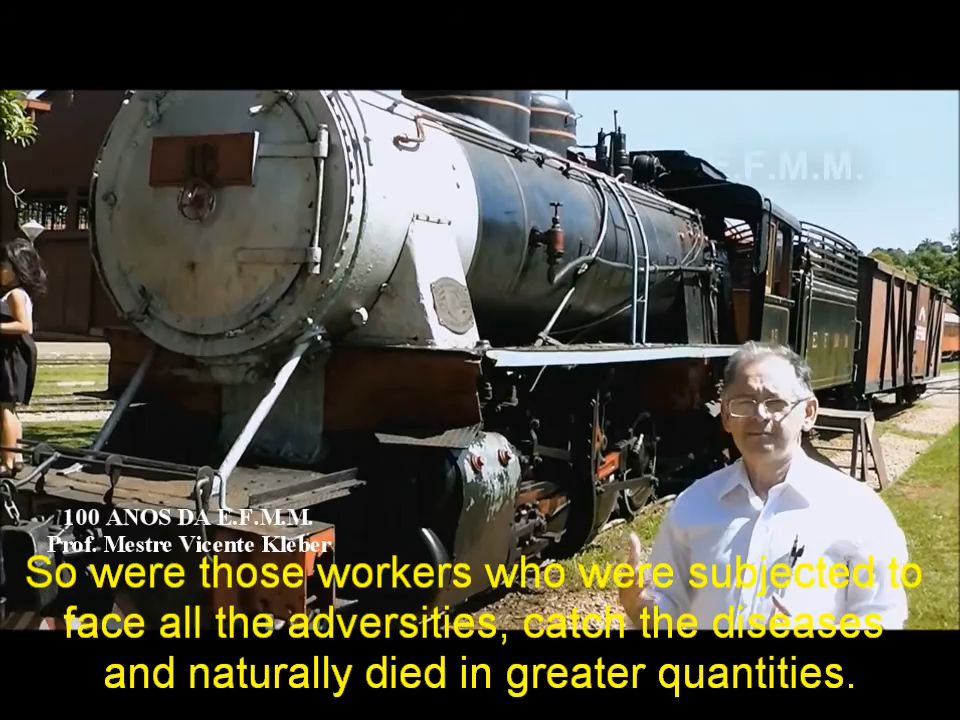 E.F.M.M.
100 ANOS DA E.F.M.M.
Prof. Mestre Vicente Kleber
So were those workers who were subjected to
face all the adversities, catch the diseases
and naturally died in greater quantities.